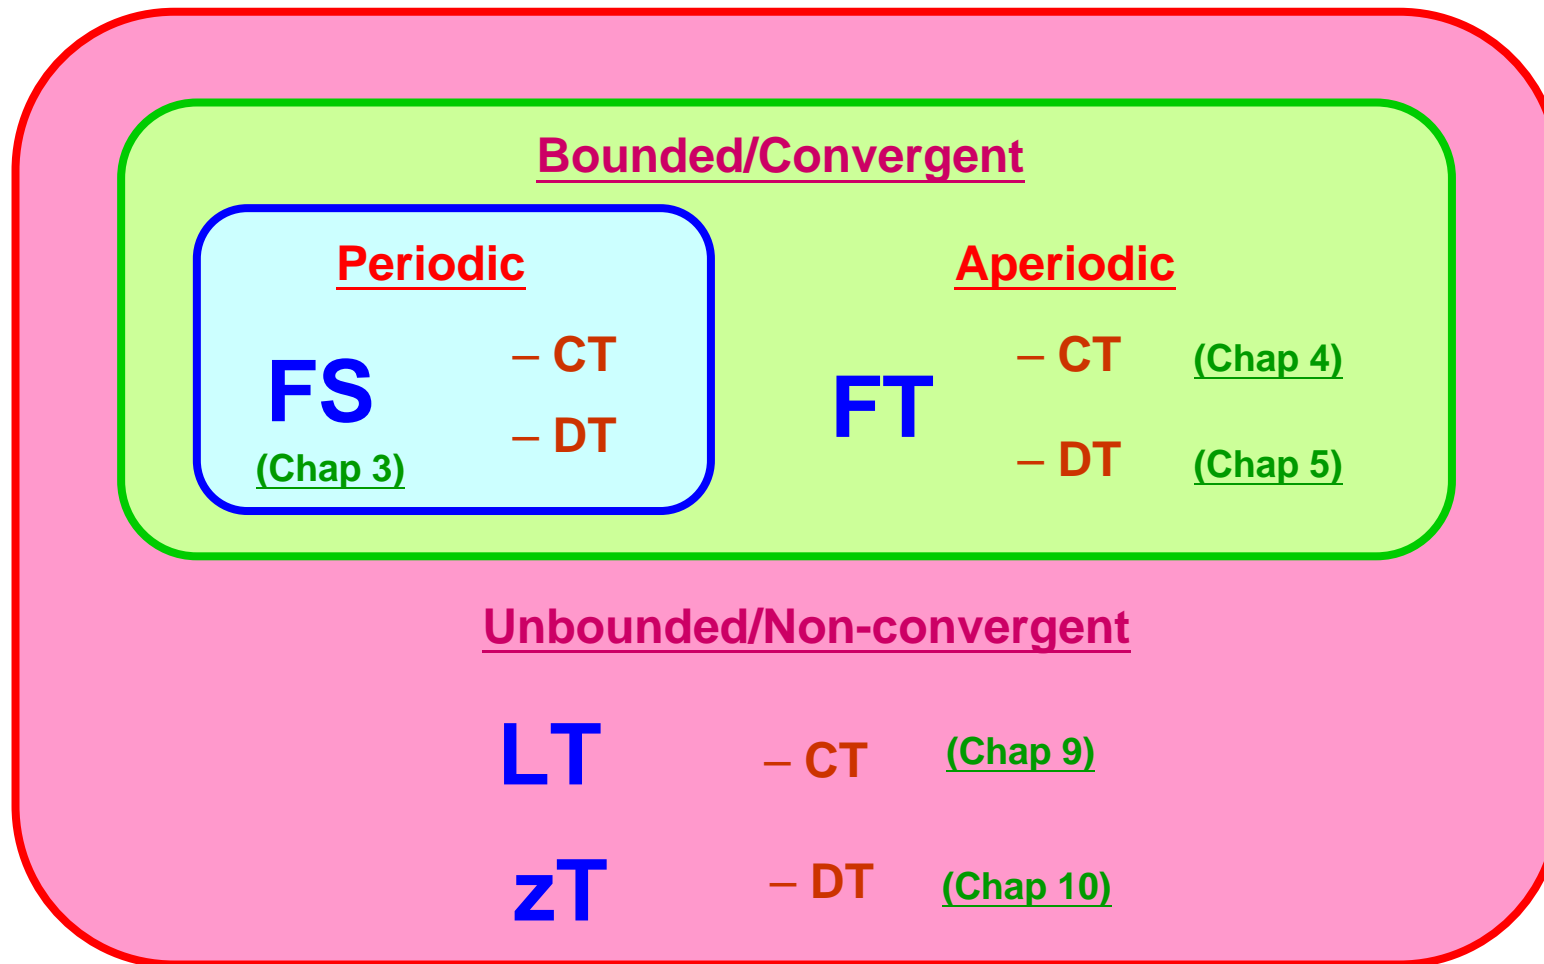 Bounded/Convergent
Periodic
FS
(Chap 3)
– CT
– DT
Aperiodic
FT
– CT (Chap 4)
– DT (Chap 5)
Unbounded/Non-convergent
LT – CT (Chap 9)
zT – DT (Chap 10)